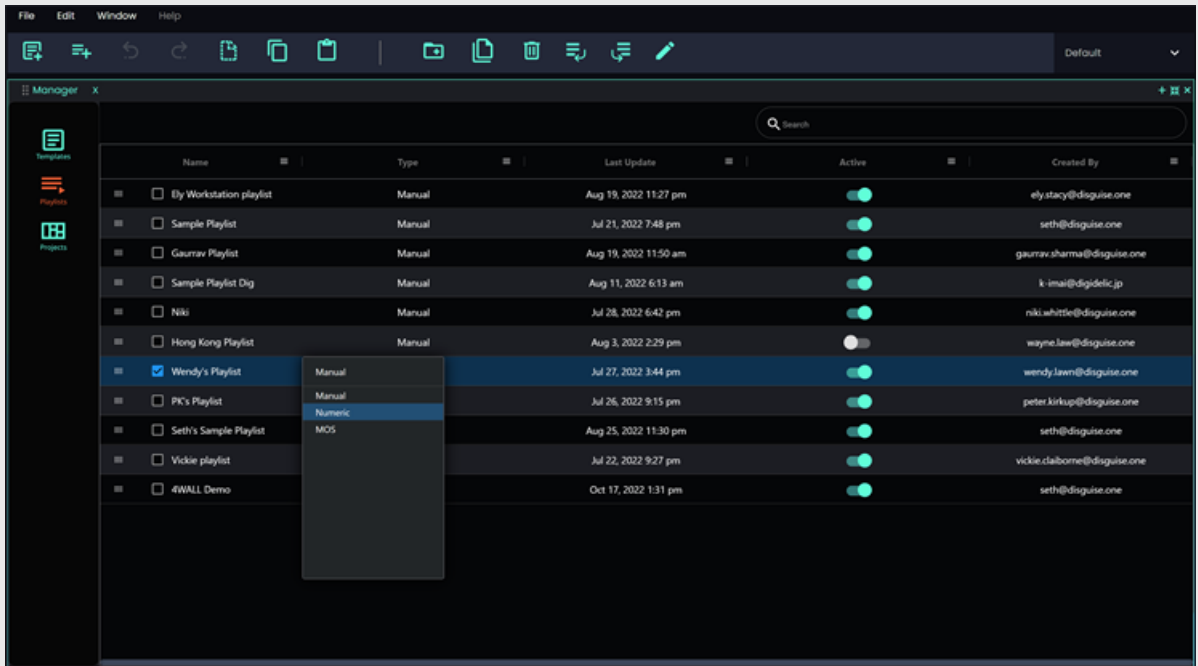 File Edit Window Help
Default
Manager X
Search
Templates
Name Type Last Update Active Created By
Ely Workstation playlist Manual Aug 19, 2022 11:27 pm ely.stacy@disguise.one
Playlists
Sample Playlist Manual Jul 21, 2022 7:48 pm seth@disguise.one
Projects
Gaurrav Playlist Manual Aug 19, 2022 11:50 am gaurrav.sharma@disguise.one
Sample Playlist Dig Manual Aug 11, 2022 6:13 am k-imai@digidelic.jp
Niki Manual Jul 28, 2022 6:42 pm niki.whittle@disguise.one
Hong Kong Playlist Manual Aug 3, 2022 2:29 pm wayne.law@disguise.one
Wendy's Playlist Manual Jul 27, 2022 3:44 pm wendy.lawn@disguise.one
Manual
PK's Playlist Jul 26, 2022 9:15 pm peter.kirkup@disguise.one
Numeric
MOS
Seth's Sample Playlist Aug 25, 2022 11:30 pm seth@disguise.one
Vickie playlist Jul 22, 2022 9:27 pm vickie.claiborne@disguise.one
4WALL Demo Oct 17, 2022 1:31 pm seth@disguise.one